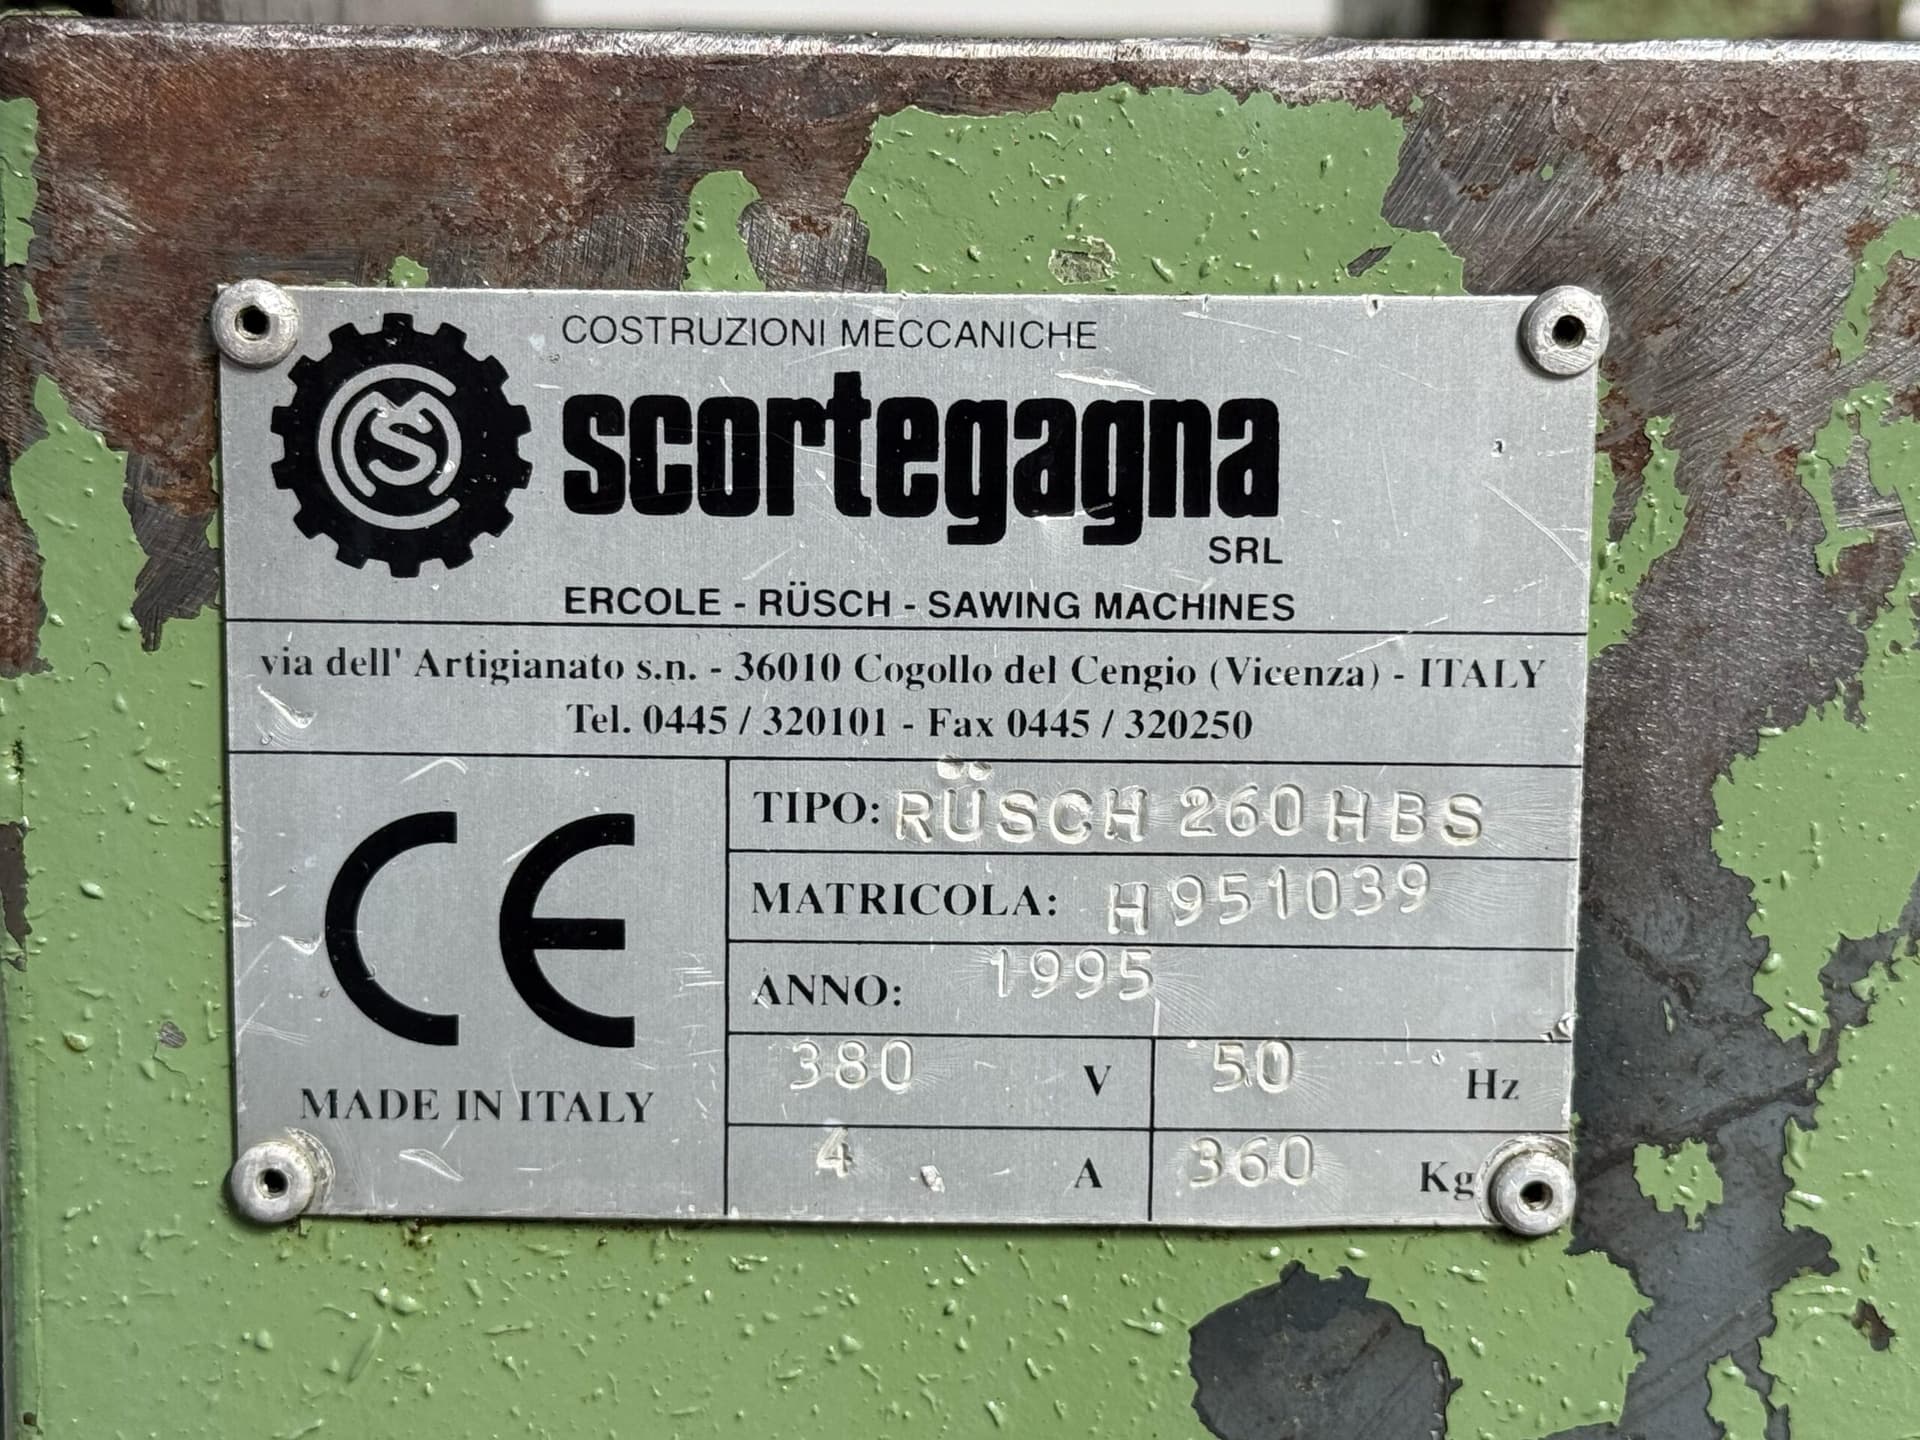 COSTRUZIONI MECCANICHE
CMS
scortegagna
SRL
ERCOLE - RÜSCH - SAWING MACHINES
via dell' Artigianato s.n. - 36010 Cogollo del Cengio (Vicenza) - ITALY
Tel. 0445 / 320101 - Fax 0445 / 320250
CE
MADE IN ITALY
TIPO: RÜSCH 260 HBS
MATRICOLA: H951039
ANNO: 1995
380 V 50 Hz
4 A 360 Kg